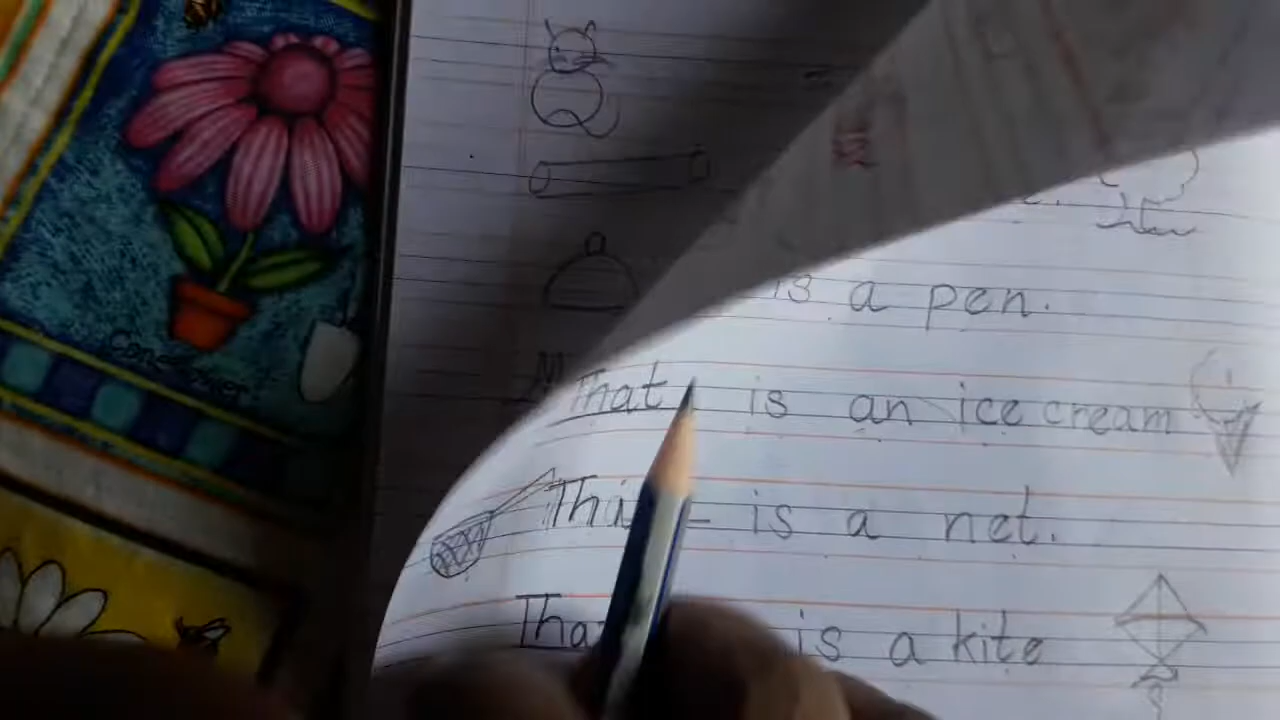 is a pen.
That is an ice cream
is a net.
is a kite